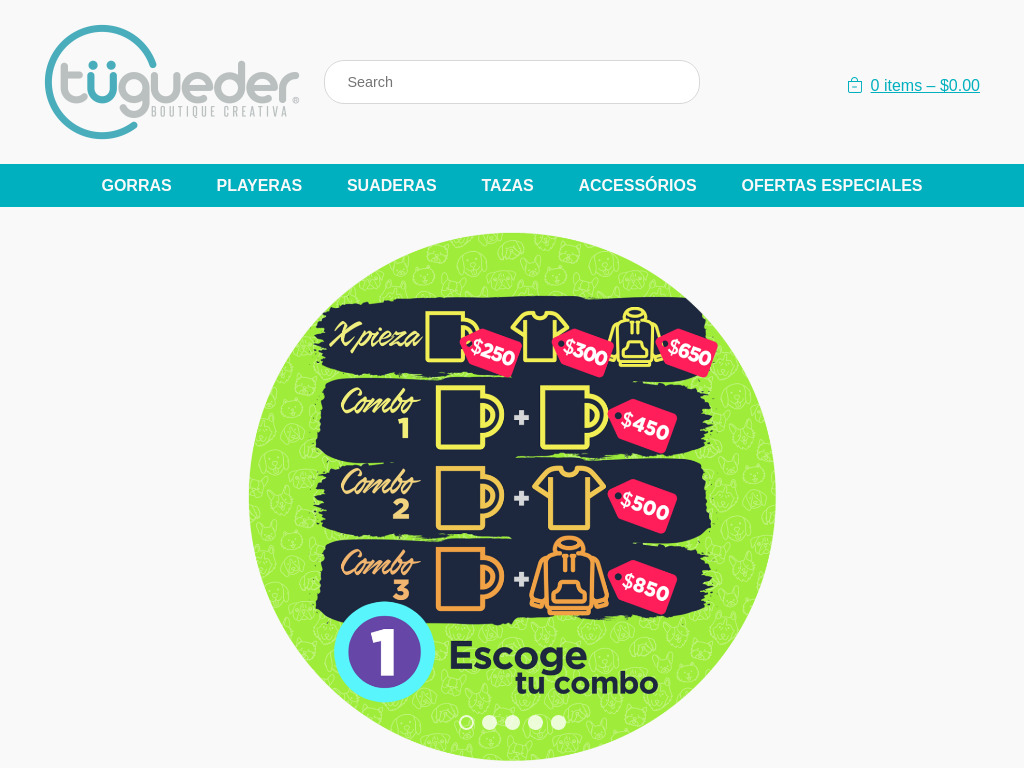 tügueder®
BOUTIQUE CREATIVA
Search
0 items – $0.00
GORRAS PLAYERAS SUADERAS TAZAS ACCESSÓRIOS OFERTAS ESPECIALES
X pieza $250 $300 $650
Combo 1 + $450
Combo 2 + $500
Combo 3 + $850
1 Escoge
tu combo